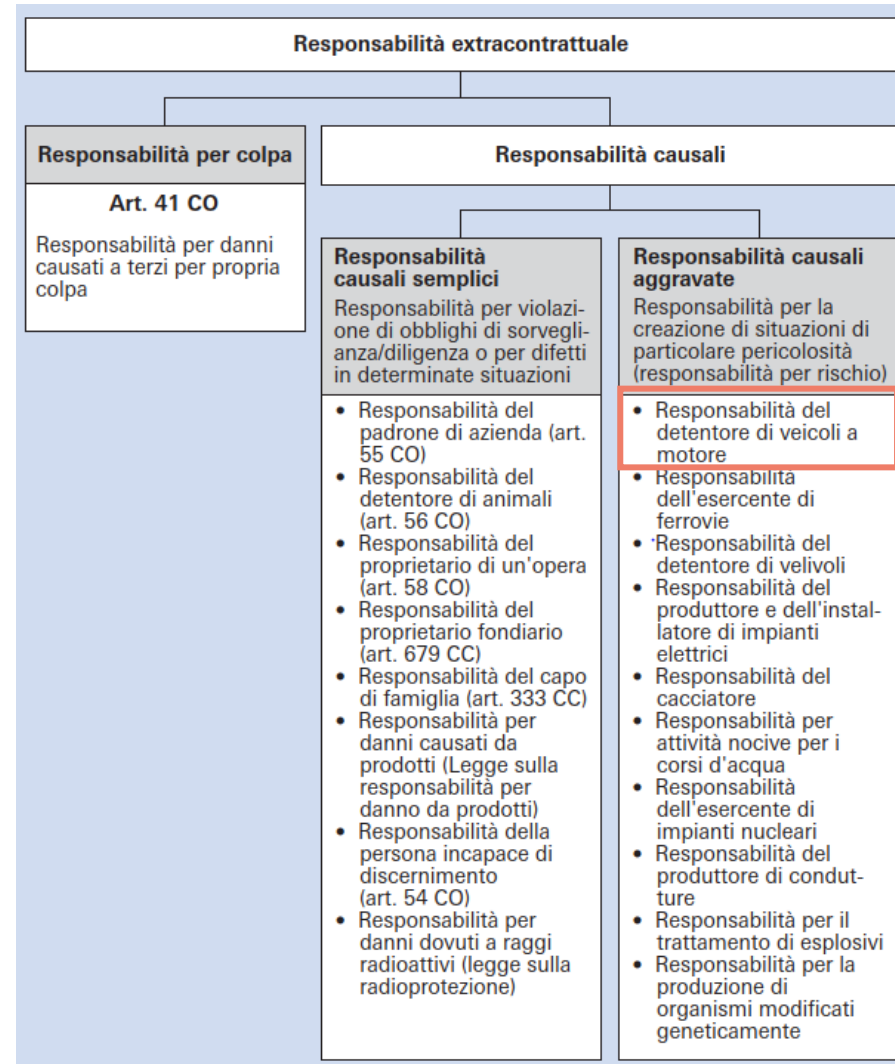 Responsabilità extracontrattuale
Responsabilità per colpa
Art. 41 CO
Responsabilità per danni
causati a terzi per propria
colpa
Responsabilità causali
Responsabilità
causali semplici
Responsabilità per violazi-
one di obblighi di sorvegli-
anza/diligenza o per difetti
in determinate situazioni
• Responsabilità del
padrone di azienda (art.
55 CO)
• Responsabilità del
detentore di animali
(art. 56 CO)
• Responsabilità del
proprietario di un'opera
(art. 58 CO)
• Responsabilità del
proprietario fondiario
(art. 679 CC)
• Responsabilità del capo
di famiglia (art. 333 CC)
• Responsabilità per
danni causati da
prodotti (Legge sulla
responsabilità per
danno da prodotti)
• Responsabilità della
persona incapace di
discernimento
(art. 54 CO)
• Responsabilità per
danni dovuti a raggi
radioattivi (legge sulla
radioprotezione)
Responsabilità causali
aggravate
Responsabilità per la
creazione di situazioni di
particolare pericolosità
(responsabilità per rischio)
• Responsabilità del
detentore di veicoli a
motore
• Responsabilità
dell'esercente di
ferrovie
• Responsabilità del
detentore di velivoli
• Responsabilità del
produttore e dell'instal-
latore di impianti
elettrici
• Responsabilità del
cacciatore
• Responsabilità per
attività nocive per i
corsi d'acqua
• Responsabilità
dell'esercente di
impianti nucleari
• Responsabilità del
produttore di condut-
ture
• Responsabilità per il
trattamento di esplosivi
• Responsabilità per la
produzione di
organismi modificati
geneticamente